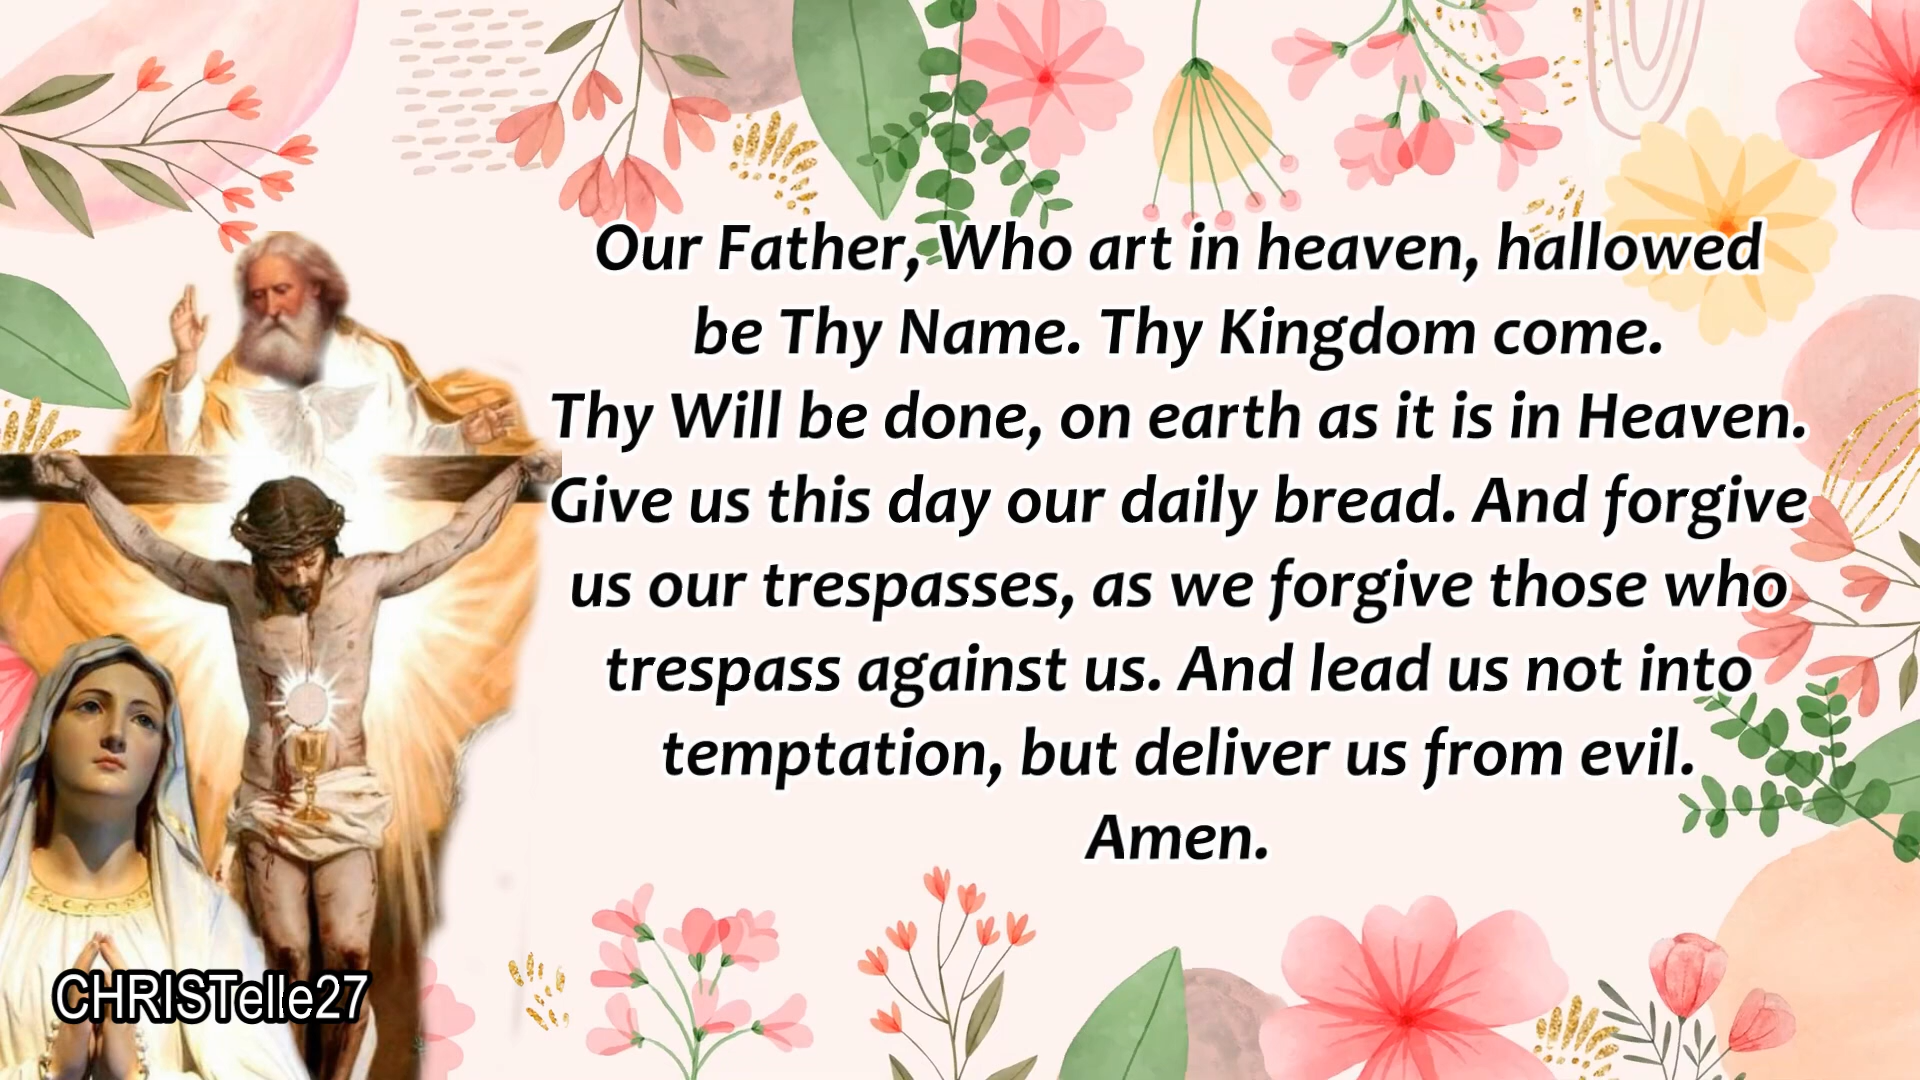 Our Father, Who art in heaven, hallowed
be Thy Name. Thy Kingdom come.
Thy Will be done, on earth as it is in Heaven.
Give us this day our daily bread. And forgive
us our trespasses, as we forgive those who
trespass against us. And lead us not into
temptation, but deliver us from evil.
Amen.
CHRISTelle27